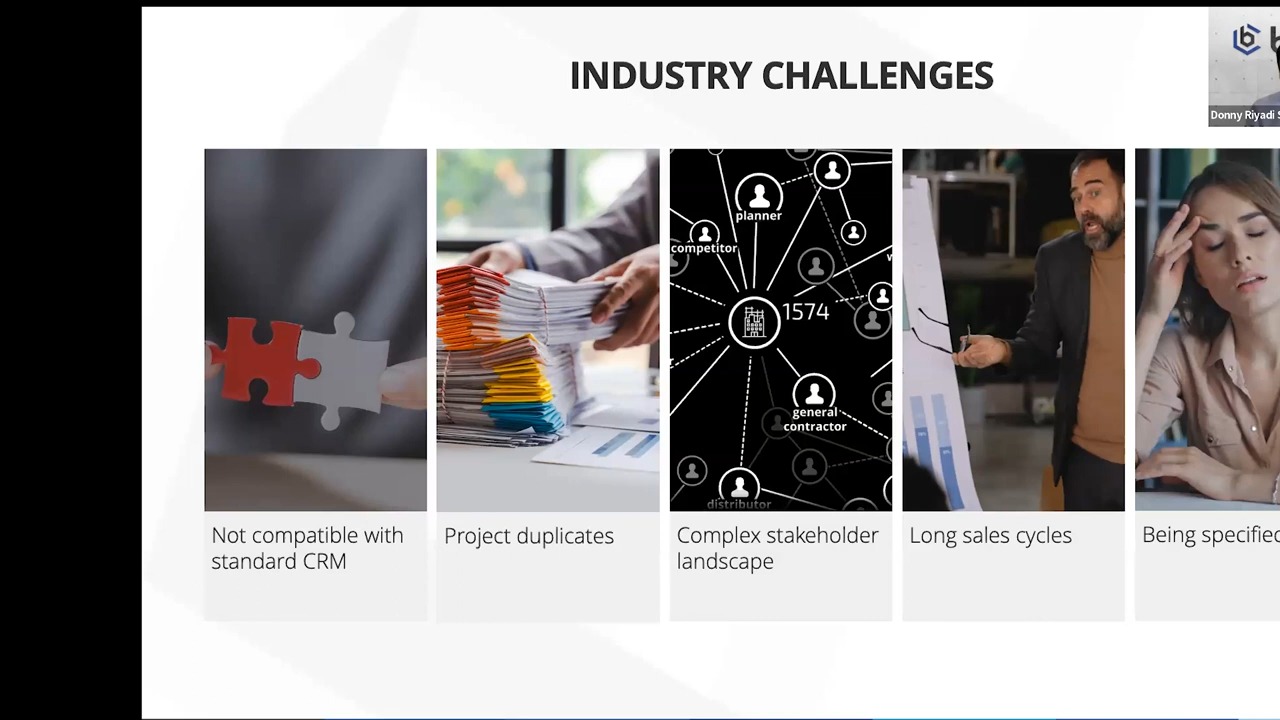 INDUSTRY CHALLENGES
b
Donny Riyadi
planner
competitor
1574
general
contractor
distributor
Not compatible with
standard CRM
Project duplicates
Complex stakeholder
landscape
Long sales cycles
Being specified